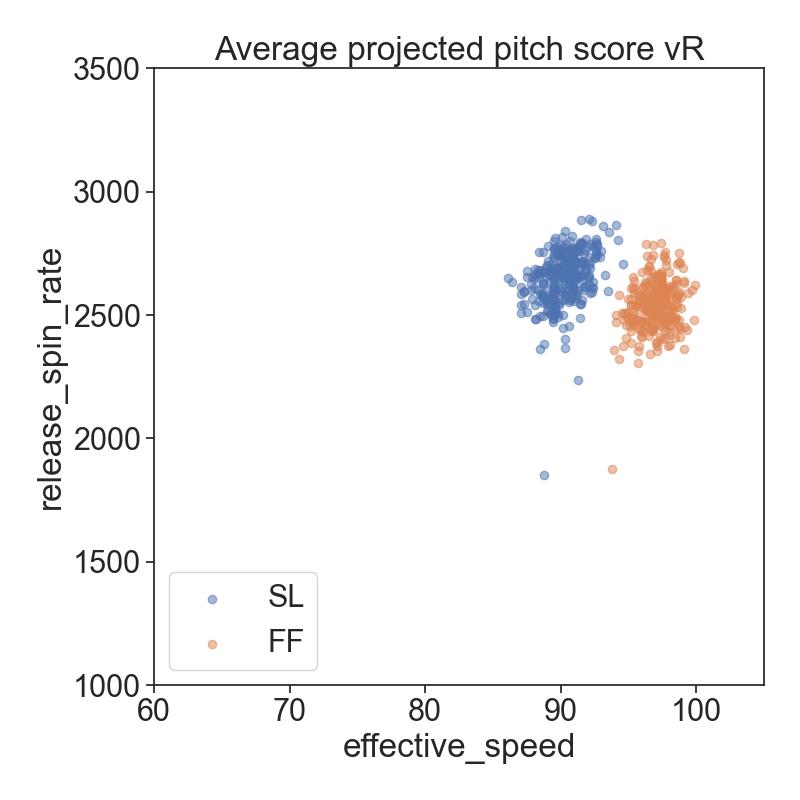 Average projected pitch score vR
3500
3000
2500
2000
1500
1000
release_spin_rate
SL
FF
60
70
80
90
100
effective_speed